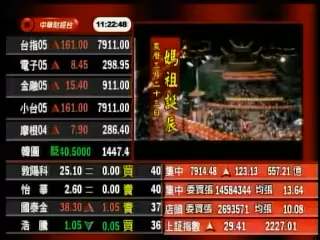 中華財經台 11:22:48
台指05 △161.00 7911.00
電子05 △ 8.45 298.95
金融05 △ 15.40 911.00
小台05 △161.00 7911.00
摩根04 △ 7.90 286.40
韓圜 貶40.5000 1447.4
媽祖誕辰
農曆三月二十三日
敦陽科 25.10 = 0.00 賣 40
怡華 2.60 = 0.00 賣 40
國泰金 38.30 △ 1.05 賣 37
浩騰 1.05 ▽ 0.05 賣 36
集中 7914.48 ▲ 123.13 557.21億
集中 委買張 14584344 均張 13.64
店頭 委買張 2693571 均張 10.08
上証指數 ▲ 29.41 2227.01